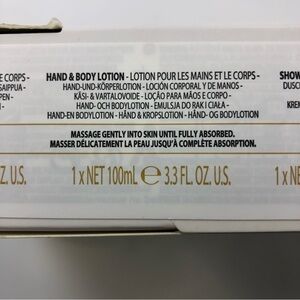 HAND & BODY LOTION - LOTION POUR LES MAINS ET LE CORPS -
HAND-UND-KÖRPERLOTION - LOCIÓN CORPORAL Y DE MANOS -
KÄSI- & VARTALOVOIDE - LOÇÃO PARA MÃOS E CORPO -
HAND- OCH BODYLOTION - EMULSJA DO RĄK I CIAŁA -
HAND-EN BODYLOTION - HÅND & KROPSLOTION - HÅND- OG BODYLOTION
MASSAGE GENTLY INTO SKIN UNTIL FULLY ABSORBED.
MASSER DÉLICATEMENT LA PEAU JUSQU'À COMPLÈTE ABSORPTION.
1 x NET 100mL ℮ 3.3 FL. OZ. U.S.
E CORPS -
SAIPPUA -
PEN -
Z. U.S.
SHOW
DUSC
KREM
1 x N